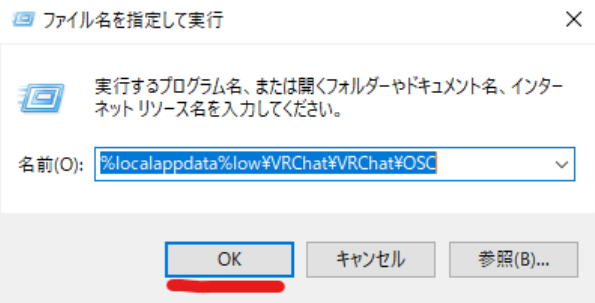 ファイル名を指定して実行
実行するプログラム名、または開くフォルダーやドキュメント名、インター
ネット リソース名を入力してください。
名前(O): %localappdata%low¥VRChat¥VRChat¥OSC
OK キャンセル 参照(B)...